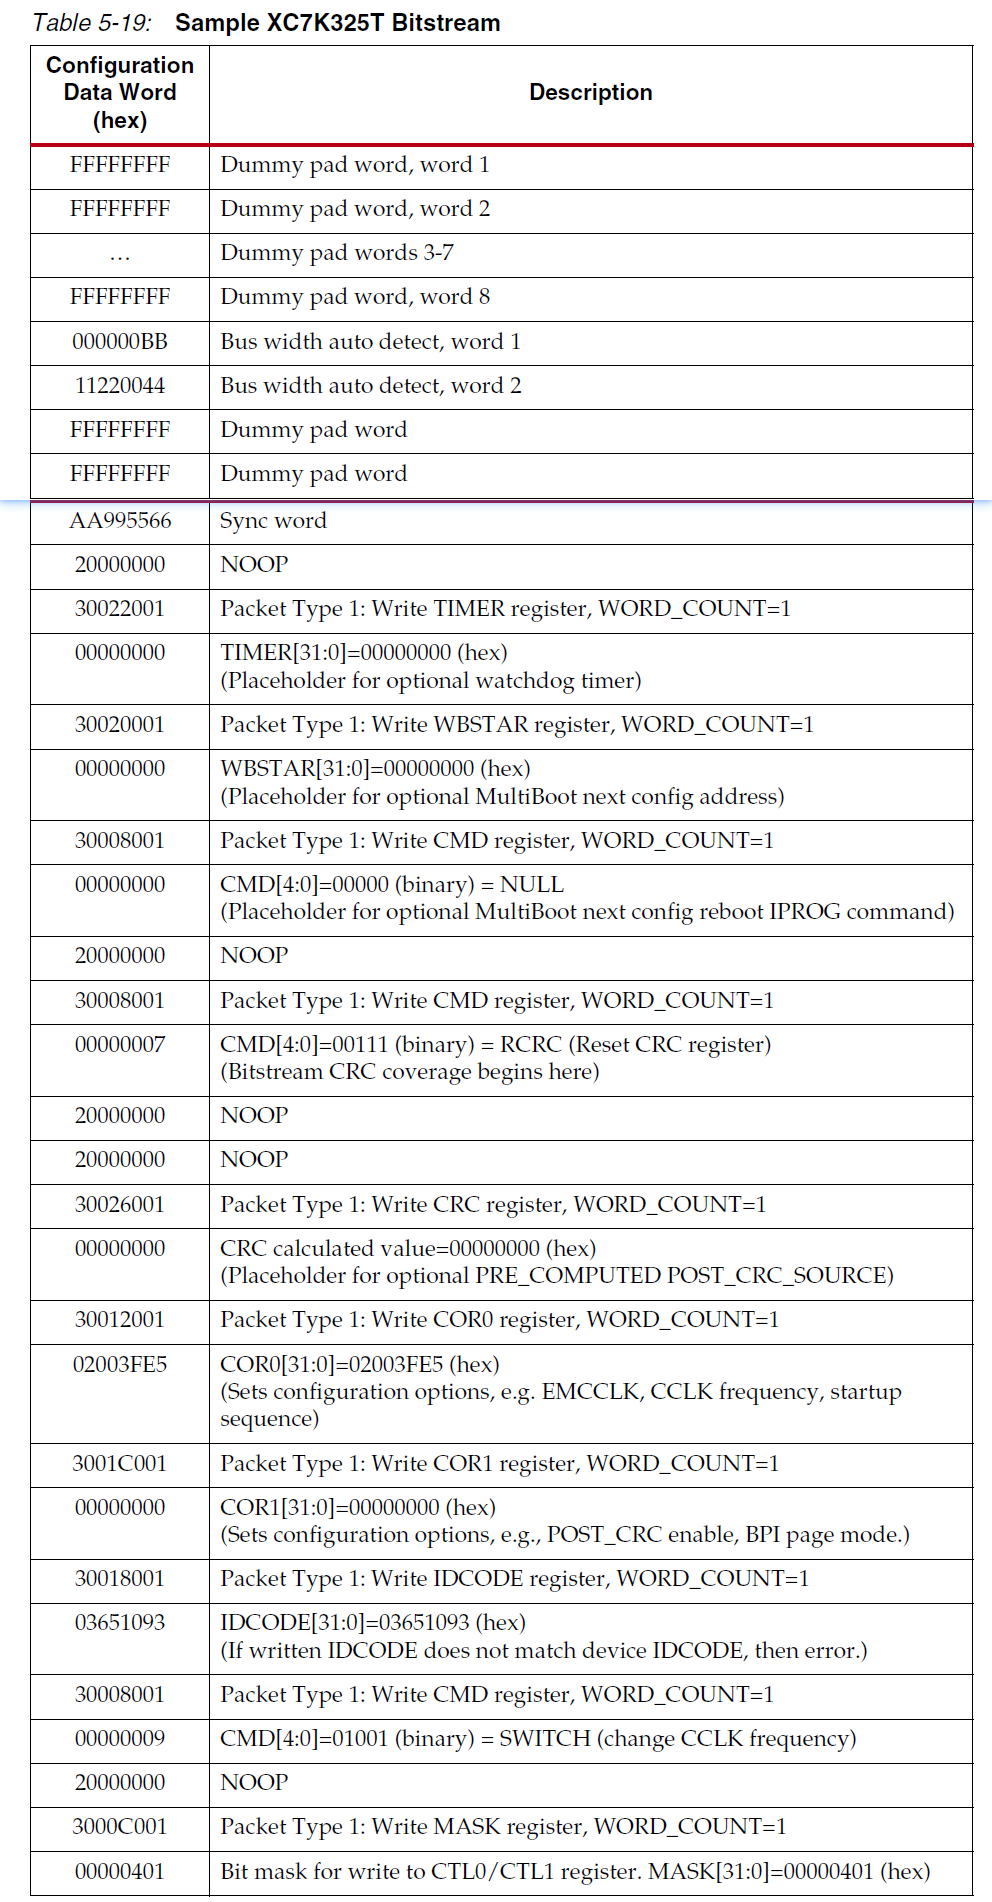 Table 5-19: Sample XC7K325T Bitstream
Configuration
Data Word
(hex)
Description
FFFFFFFF Dummy pad word, word 1
FFFFFFFF Dummy pad word, word 2
… Dummy pad words 3-7
FFFFFFFF Dummy pad word, word 8
000000BB Bus width auto detect, word 1
11220044 Bus width auto detect, word 2
FFFFFFFF Dummy pad word
FFFFFFFF Dummy pad word
AA995566 Sync word
20000000 NOOP
30022001 Packet Type 1: Write TIMER register, WORD_COUNT=1
00000000 TIMER[31:0]=00000000 (hex)
(Placeholder for optional watchdog timer)
30020001 Packet Type 1: Write WBSTAR register, WORD_COUNT=1
00000000 WBSTAR[31:0]=00000000 (hex)
(Placeholder for optional MultiBoot next config address)
30008001 Packet Type 1: Write CMD register, WORD_COUNT=1
00000000 CMD[4:0]=00000 (binary) = NULL
(Placeholder for optional MultiBoot next config reboot IPROG command)
20000000 NOOP
30008001 Packet Type 1: Write CMD register, WORD_COUNT=1
00000007 CMD[4:0]=00111 (binary) = RCRC (Reset CRC register)
(Bitstream CRC coverage begins here)
20000000 NOOP
20000000 NOOP
30026001 Packet Type 1: Write CRC register, WORD_COUNT=1
00000000 CRC calculated value=00000000 (hex)
(Placeholder for optional PRE_COMPUTED POST_CRC_SOURCE)
30012001 Packet Type 1: Write COR0 register, WORD_COUNT=1
02003FE5 COR0[31:0]=02003FE5 (hex)
(Sets configuration options, e.g. EMCCLK, CCLK frequency, startup
sequence)
3001C001 Packet Type 1: Write COR1 register, WORD_COUNT=1
00000000 COR1[31:0]=00000000 (hex)
(Sets configuration options, e.g., POST_CRC enable, BPI page mode.)
30018001 Packet Type 1: Write IDCODE register, WORD_COUNT=1
03651093 IDCODE[31:0]=03651093 (hex)
(If written IDCODE does not match device IDCODE, then error.)
30008001 Packet Type 1: Write CMD register, WORD_COUNT=1
00000009 CMD[4:0]=01001 (binary) = SWITCH (change CCLK frequency)
20000000 NOOP
3000C001 Packet Type 1: Write MASK register, WORD_COUNT=1
00000401 Bit mask for write to CTL0/CTL1 register. MASK[31:0]=00000401 (hex)